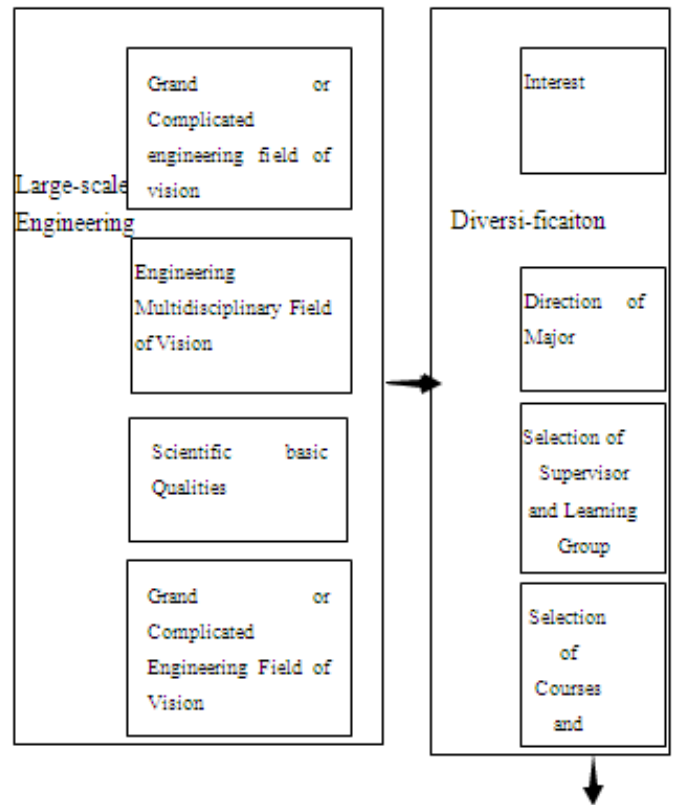 Large-scale
Engineering
Grand or
Complicated
engineering field of
vision
Engineering
Multidisciplinary Field
of Vision
Scientific basic
Qualities
Grand or
Complicated
Engineering Field of
Vision
Diversi-ficaiton
Interest
Direction of
Major
Selection of
Supervisor
and Learning
Group
Selection
of
Courses
and